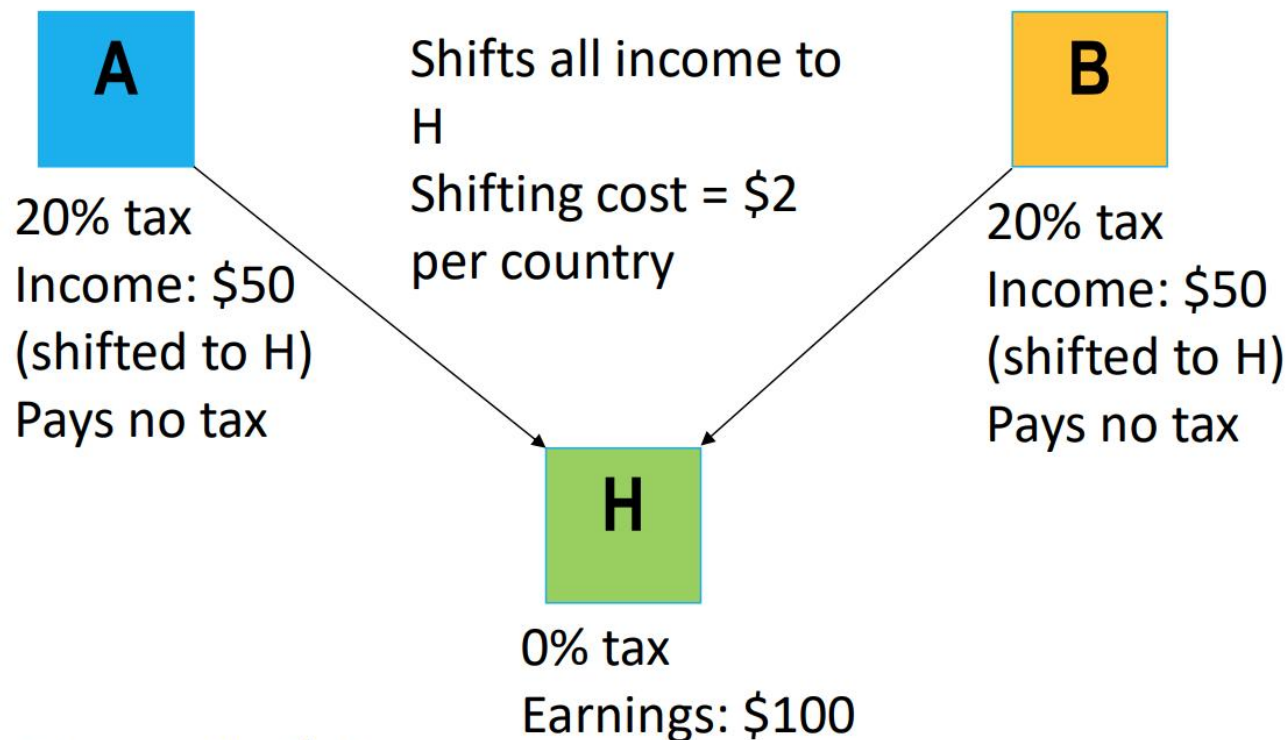 A
Shifts all income to
H
Shifting cost = $2
per country
B
20% tax
Income: $50
(shifted to H)
Pays no tax
20% tax
Income: $50
(shifted to H)
Pays no tax
H
0% tax
Earnings: $100